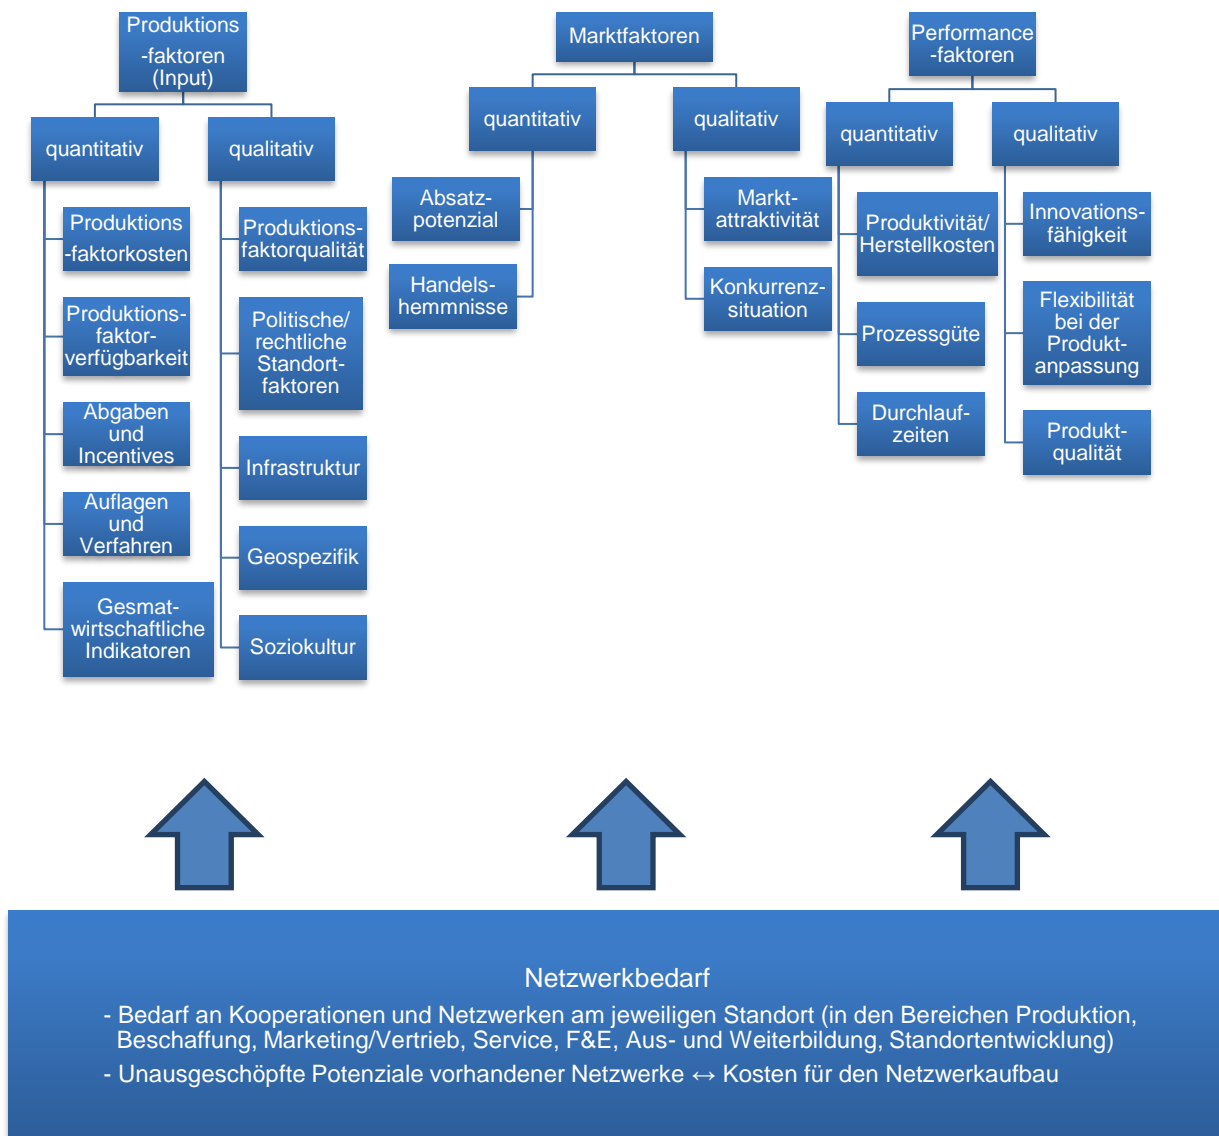 Produktions
-faktoren
(Input)
quantitativ
Produktions
-faktorkosten
Produktions-
faktor-
verfügbarkeit
Abgaben
und
Incentives
Auflagen
und
Verfahren
Gesmat-
wirtschaftliche
Indikatoren
qualitativ
Produktions-
faktorqualität
Politische/
rechtliche
Standort-
faktoren
Infrastruktur
Geospezifik
Soziokultur
Marktfaktoren
quantitativ
Absatz-
potenzial
Handels-
hemmnisse
qualitativ
Markt-
attraktivität
Konkurrenz-
situation
Performance
-faktoren
quantitativ
Produktivität/
Herstellkosten
Prozessgüte
Durchlauf-
zeiten
qualitativ
Innovations-
fähigkeit
Flexibilität
bei der
Produkt-
anpassung
Produkt-
qualität
Netzwerkbedarf
- Bedarf an Kooperationen und Netzwerken am jeweiligen Standort (in den Bereichen Produktion,
Beschaffung, Marketing/Vertrieb, Service, F&E, Aus- und Weiterbildung, Standortentwicklung)
- Unausgeschöpfte Potenziale vorhandener Netzwerke ↔ Kosten für den Netzwerkaufbau